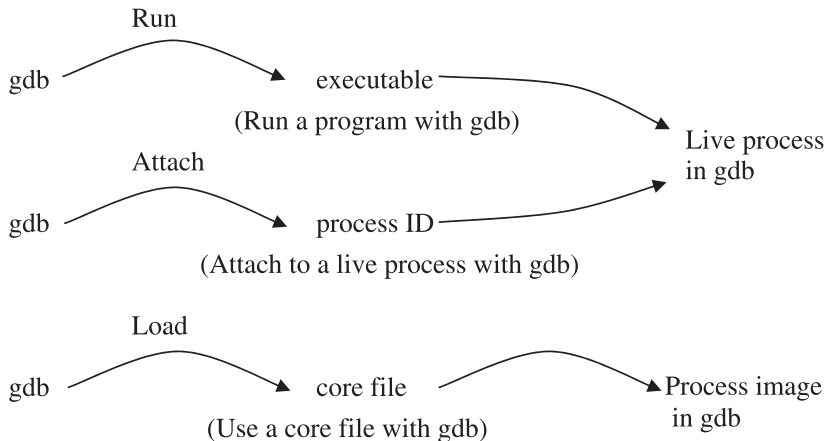 Run
gdb executable
(Run a program with gdb)
Live process
in gdb
Attach
gdb process ID
(Attach to a live process with gdb)
Load
gdb core file Process image
in gdb
(Use a core file with gdb)